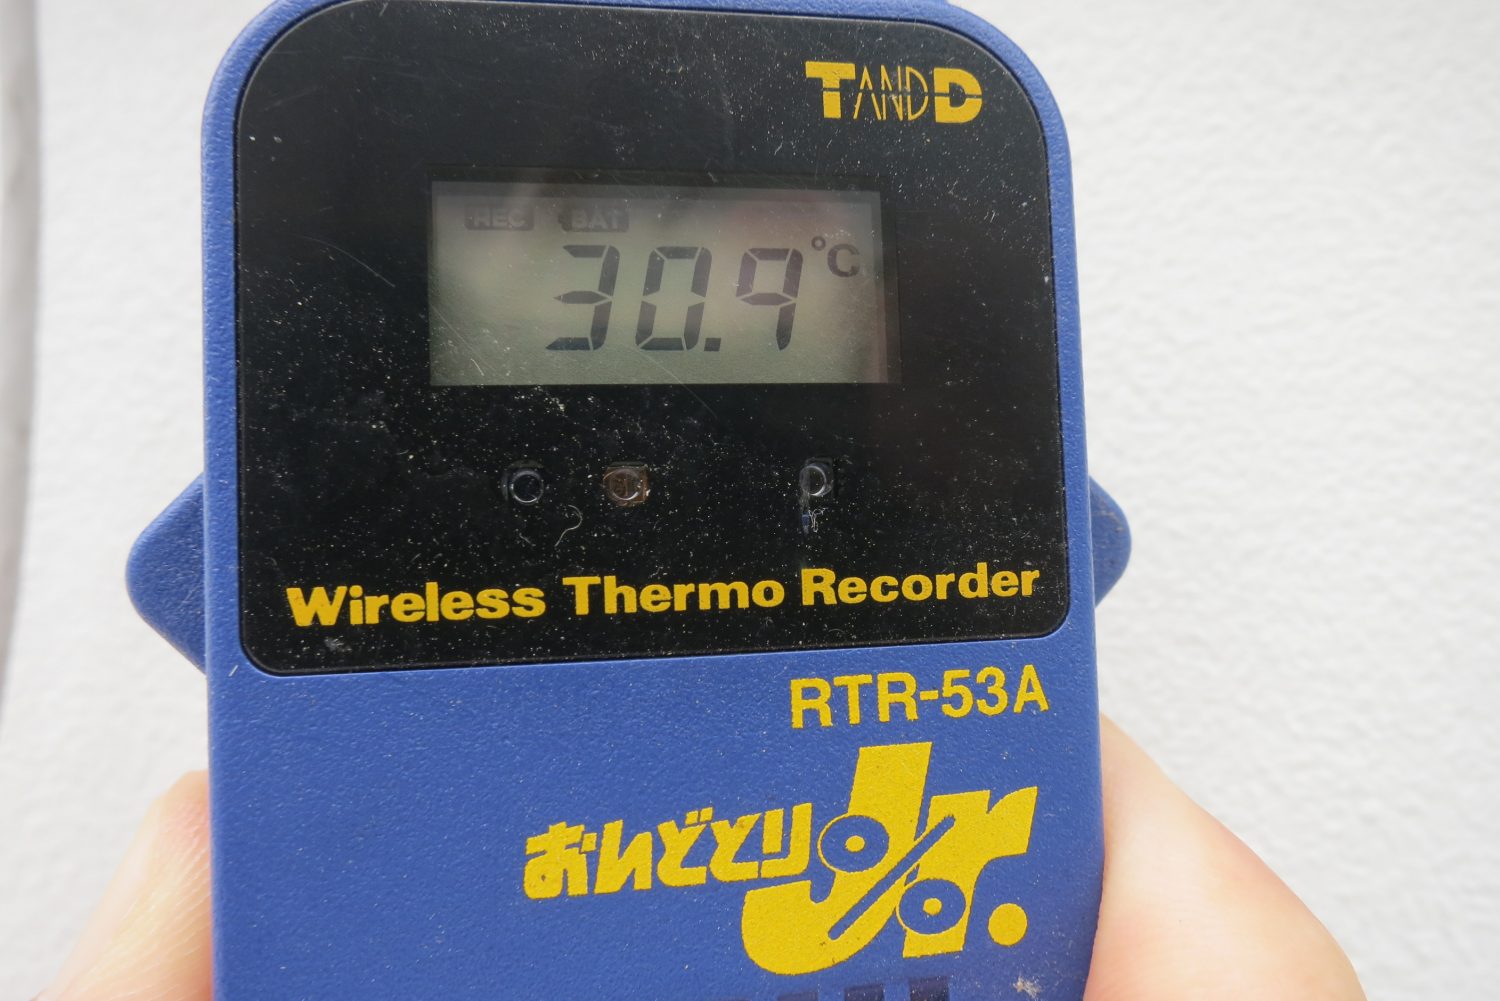 TANDD
REC BAT
30.9 °C
Wireless Thermo Recorder
RTR-53A
おんどとりJr.